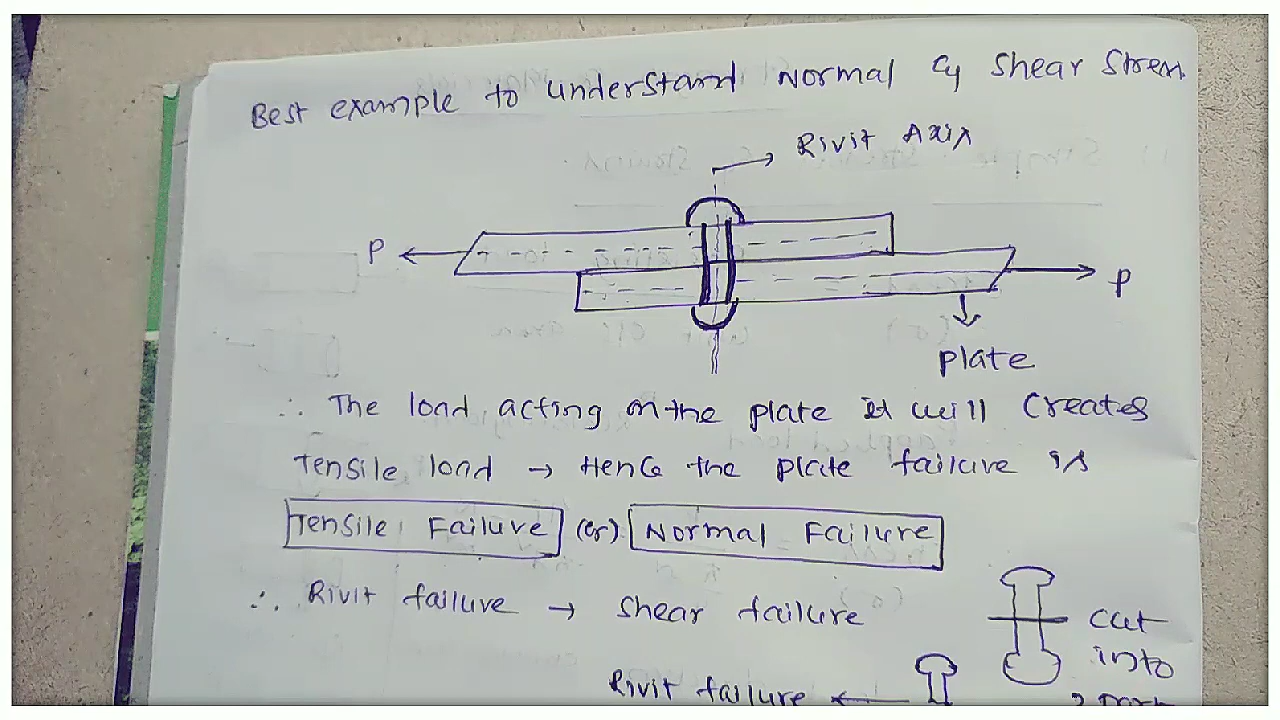 Best example to understand Normal & Shear Stress
Rivit Axis
P
P
Plate
∴ The load acting on the plate it will Creates
Tensile load → Hence the plate failure is
Tensile Failure (or) Normal Failure
∴ Rivit failure → Shear failure
cut
into
2 part
Rivit failure ←